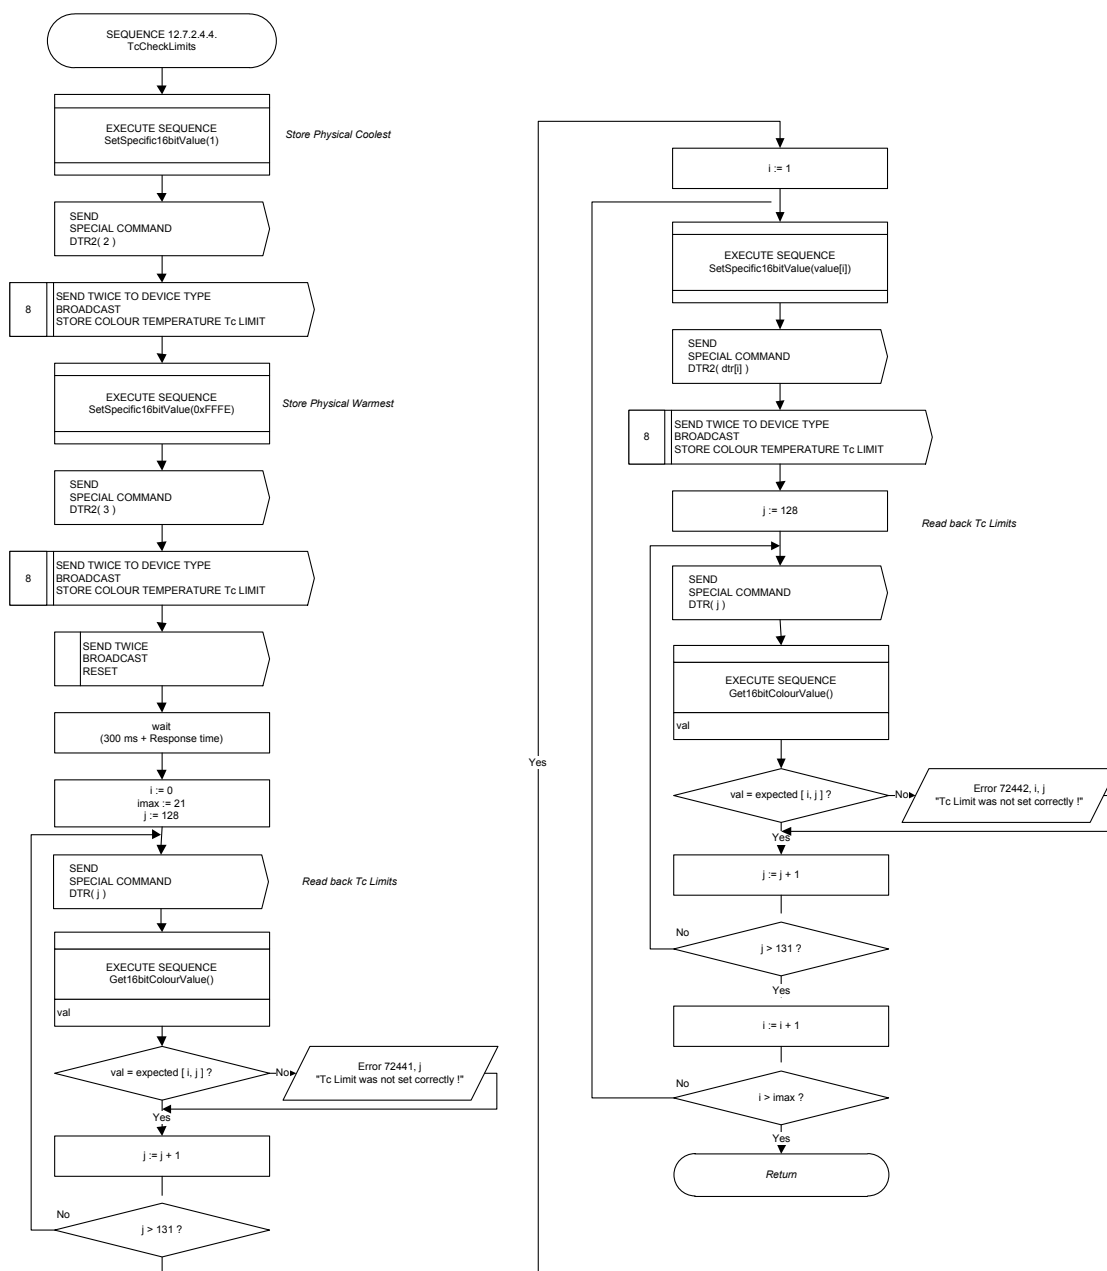 SEQUENCE 12.7.2.4.4.
TcCheckLimits
EXECUTE SEQUENCE
SetSpecific16bitValue(1)
Store Physical Coolest
SEND
SPECIAL COMMAND
DTR2( 2 )
8
SEND TWICE TO DEVICE TYPE
BROADCAST
STORE COLOUR TEMPERATURE Tc LIMIT
EXECUTE SEQUENCE
SetSpecific16bitValue(0xFFFE)
Store Physical Warmest
SEND
SPECIAL COMMAND
DTR2( 3 )
8
SEND TWICE TO DEVICE TYPE
BROADCAST
STORE COLOUR TEMPERATURE Tc LIMIT
SEND TWICE
BROADCAST
RESET
wait
(300 ms + Response time)
i := 0
imax := 21
j := 128
SEND
SPECIAL COMMAND
DTR( j )
Read back Tc Limits
EXECUTE SEQUENCE
Get16bitColourValue()
val
val = expected [ i, j ] ?
No
Error 72441, j
"Tc Limit was not set correctly !"
Yes
j := j + 1
No
j > 131 ?
Yes
i := 1
EXECUTE SEQUENCE
SetSpecific16bitValue(value[i])
SEND
SPECIAL COMMAND
DTR2( dtr[i] )
8
SEND TWICE TO DEVICE TYPE
BROADCAST
STORE COLOUR TEMPERATURE Tc LIMIT
j := 128
Read back Tc Limits
SEND
SPECIAL COMMAND
DTR( j )
EXECUTE SEQUENCE
Get16bitColourValue()
val
val = expected [ i, j ] ?
No
Error 72442, i, j
"Tc Limit was not set correctly !"
Yes
j := j + 1
No
j > 131 ?
Yes
i := i + 1
No
i > imax ?
Yes
Return